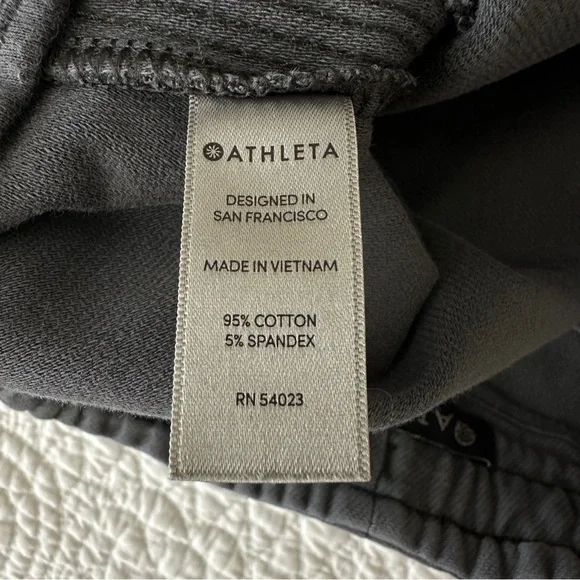 ATHLETA
DESIGNED IN
SAN FRANCISCO
MADE IN VIETNAM
95% COTTON
5% SPANDEX
RN 54023